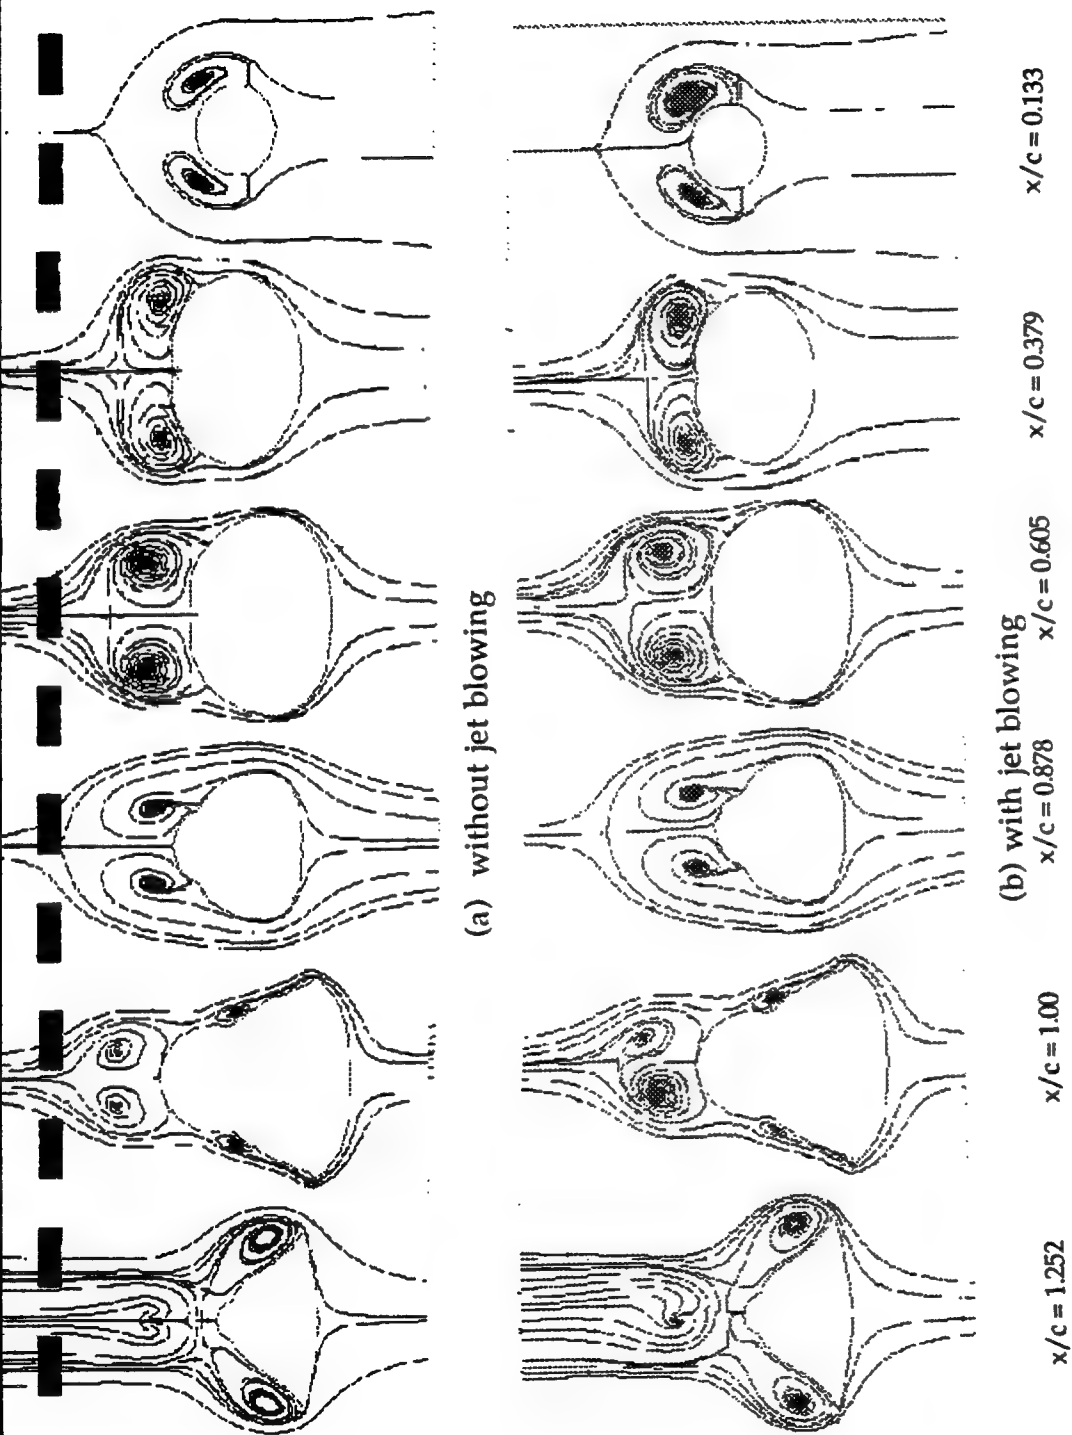 (a) without jet blowing
(b) with jet blowing
x/c = 1.252
x/c = 1.00
x/c = 0.878
x/c = 0.605
x/c = 0.379
x/c = 0.133